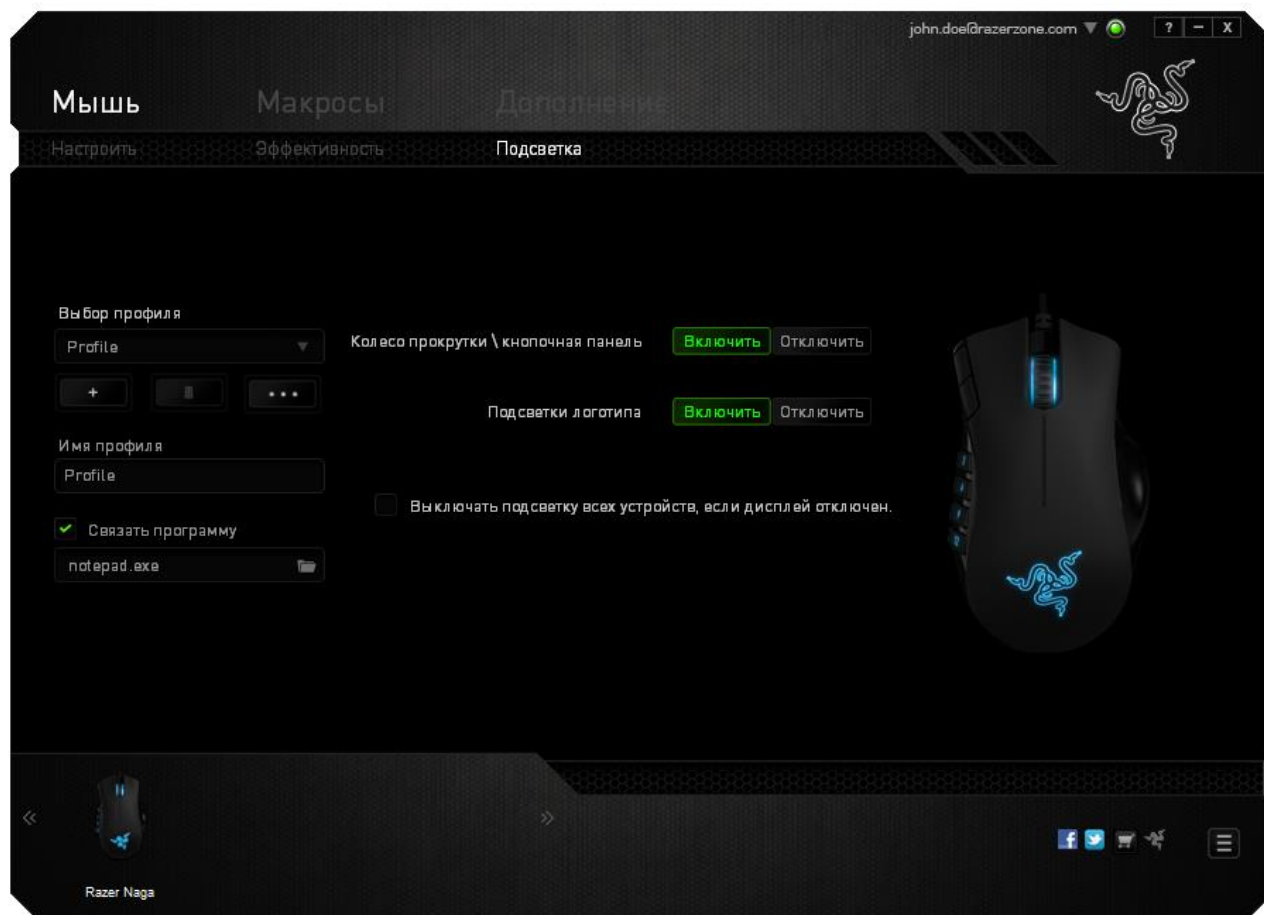 john.doe@razerzone.com
? – X
Мышь Макросы Дополнение
Настроить Эффективность Подсветка
Выбор профиля
Profile
Колесо прокрутки \ кнопочная панель Включить Отключить
+
Подсветки логотипа Включить Отключить
Имя профиля
Profile
Выключать подсветку всех устройств, если дисплей отключен.
Связать программу
notepad.exe
Razer Naga